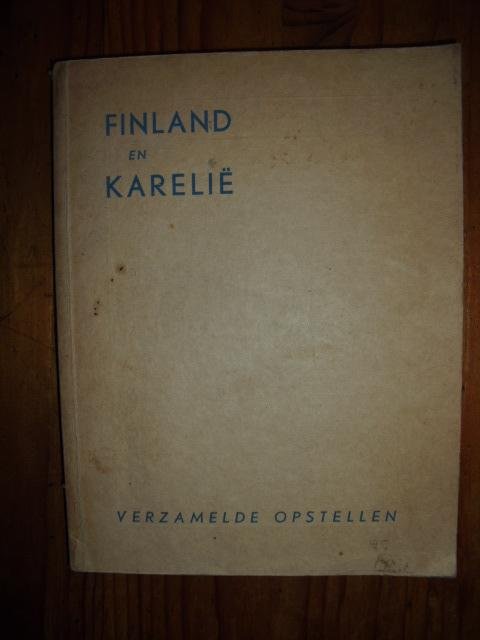 FINLAND
EN
KARELIË
VERZAMELDE OPSTELLEN